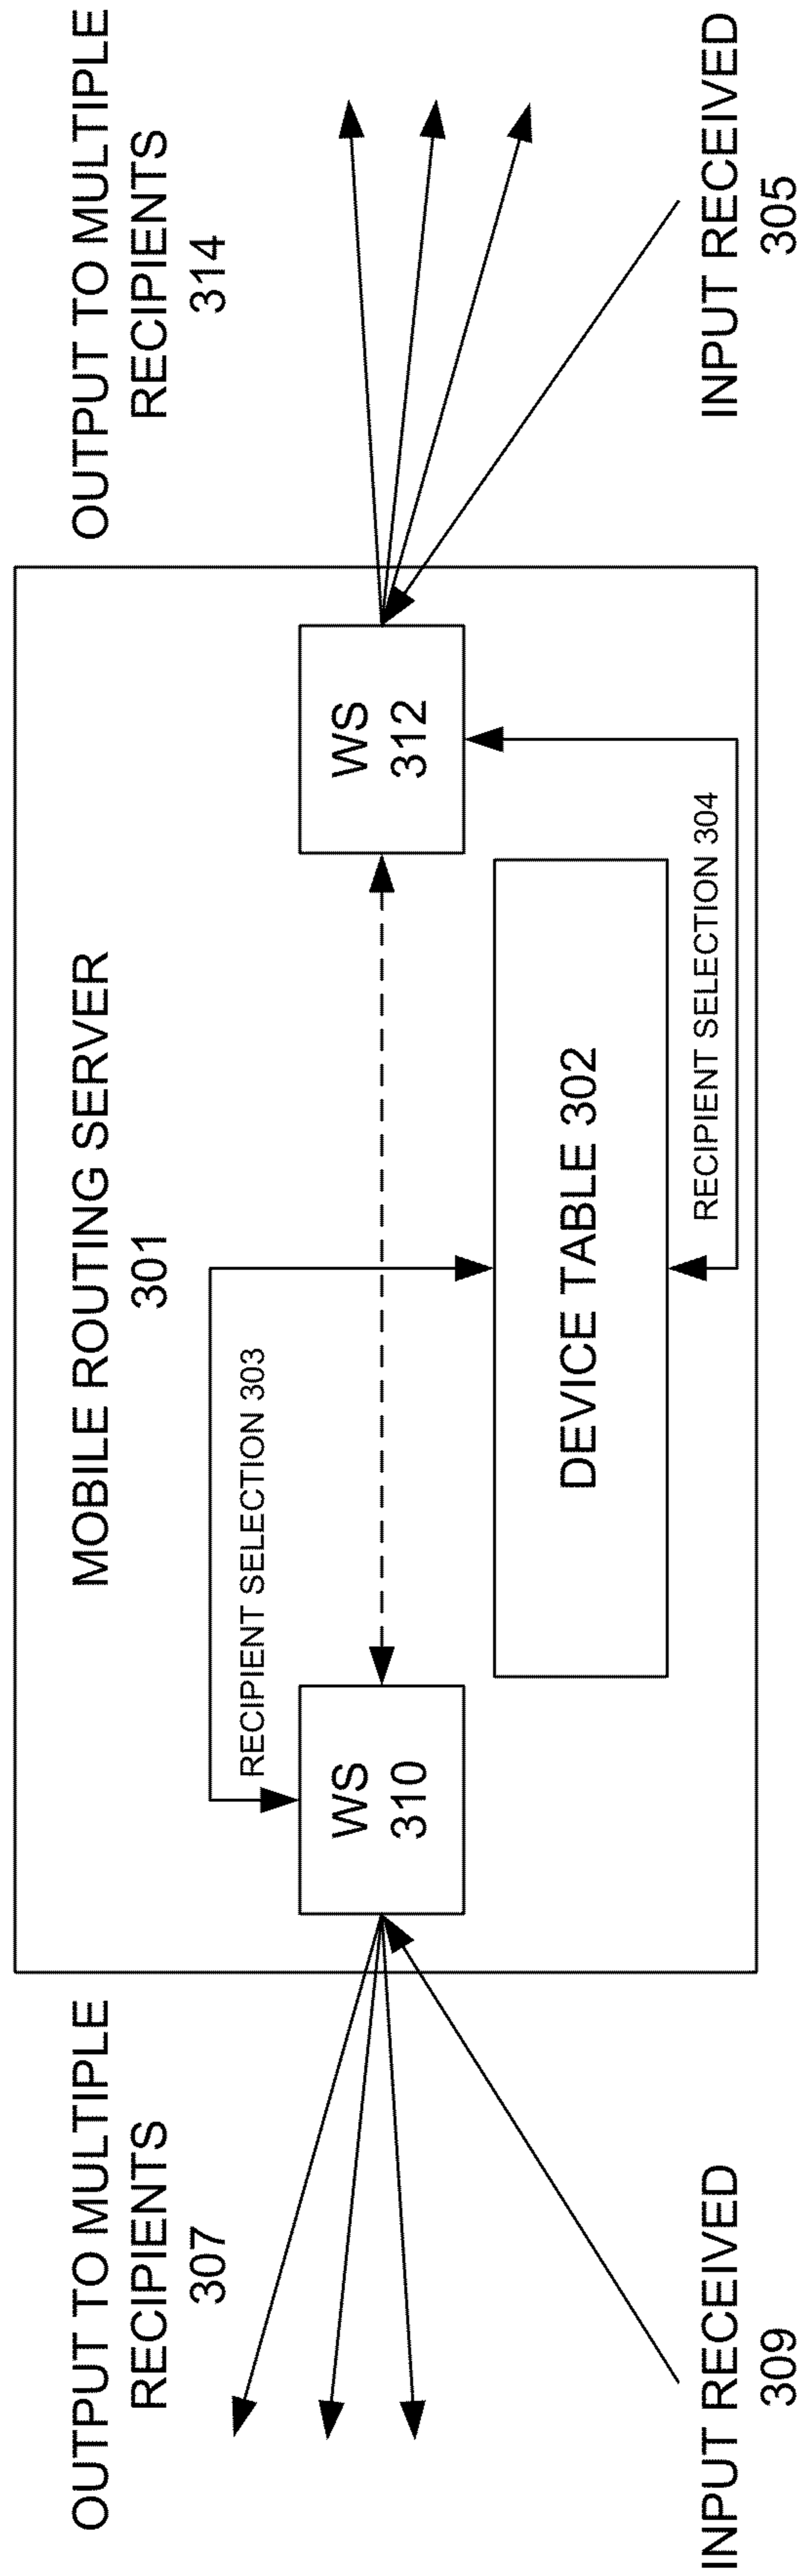 OUTPUT TO MULTIPLE
RECIPIENTS
307
MOBILE ROUTING SERVER
301
OUTPUT TO MULTIPLE
RECIPIENTS
314
RECIPIENT SELECTION 303
WS
310
WS
312
DEVICE TABLE 302
RECIPIENT SELECTION 304
INPUT RECEIVED
309
INPUT RECEIVED
305